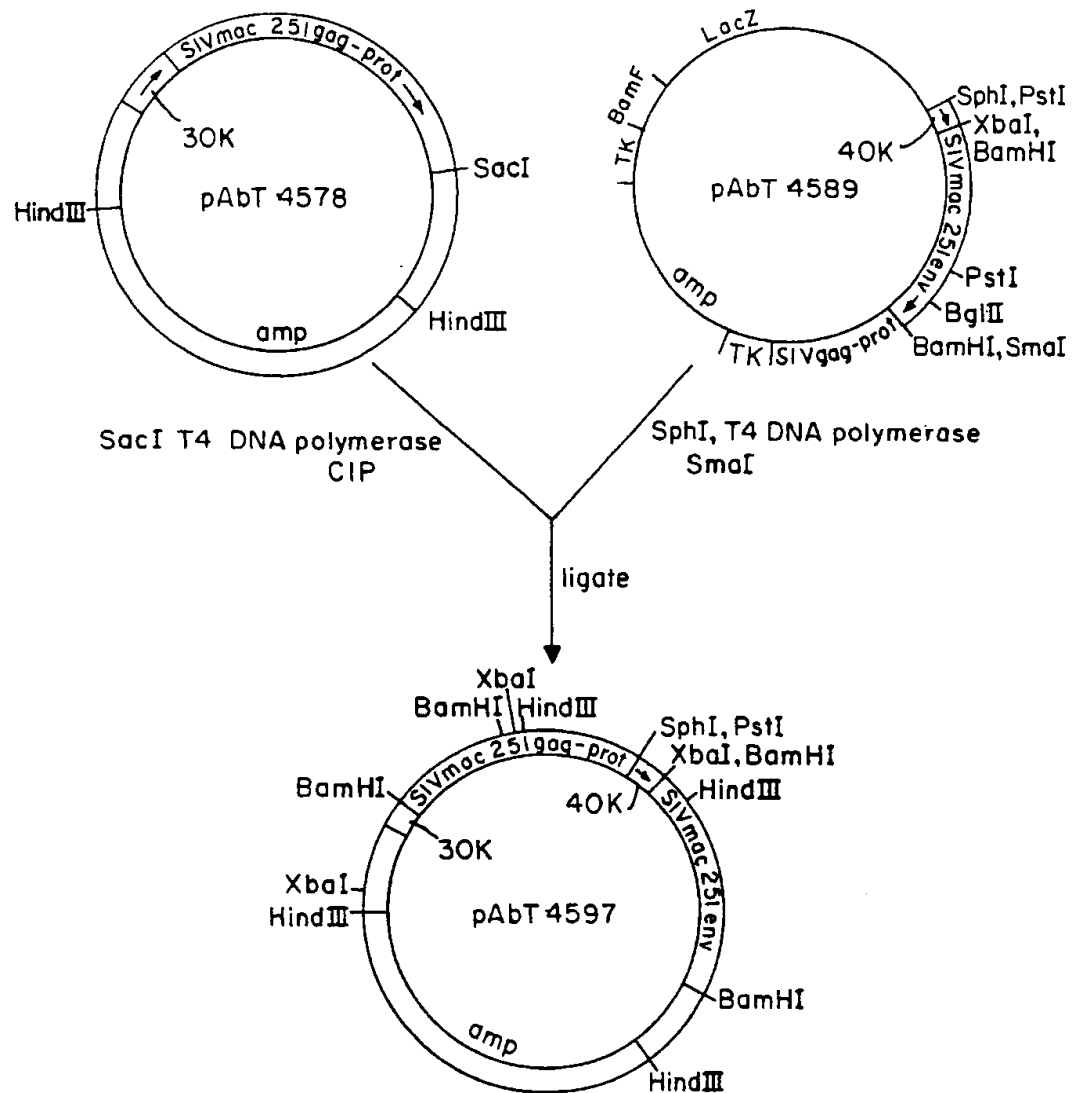 SIVmac 251gag-prot
30K
SacI
pAbT 4578
HindIII
HindIII
amp
LacZ
BamF
TK
SphI, PstI
40K
XbaI,
BamHI
pAbT 4589
SIVmac 251env
PstI
BglII
BamHI, SmaI
amp
TK
SIVgag-prot
SacI T4 DNA polymerase
CIP
SphI, T4 DNA polymerase
SmaI
ligate
XbaI
BamHI
HindIII
SphI, PstI
SIVmac 251gag-prot
XbaI, BamHI
BamHI
40K
HindIII
30K
SIVmac 251 env
XbaI
HindIII
pAbT 4597
BamHI
amp
HindIII